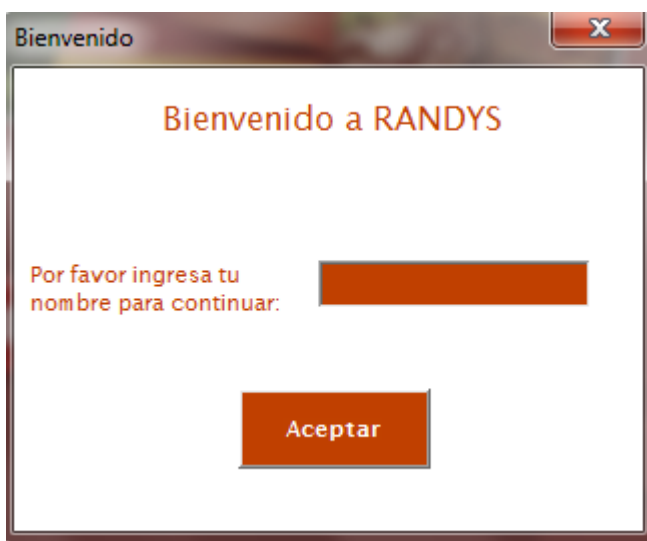 Bienvenido
Bienvenido a RANDYS
Por favor ingresa tu
nombre para continuar:
Aceptar